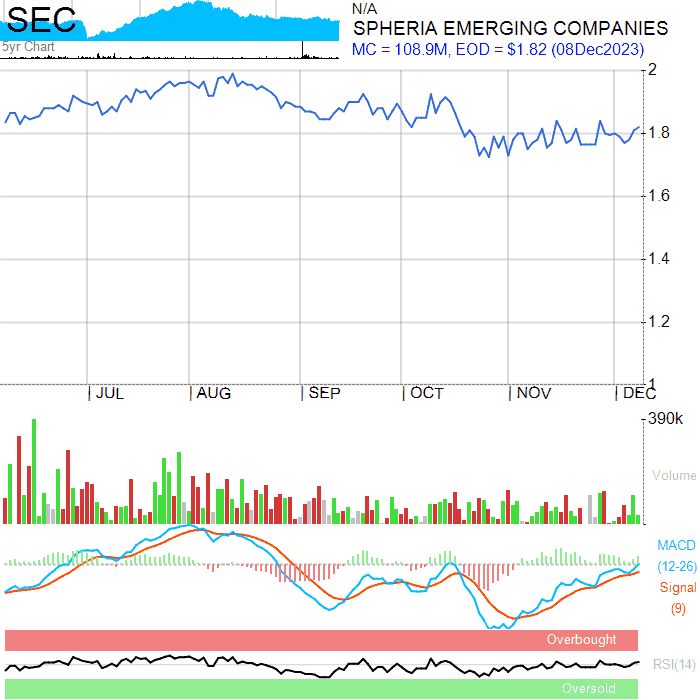 SEC
5yr Chart
N/A
SPHERIA EMERGING COMPANIES
MC = 108.9M, EOD = $1.82 (08Dec2023)
2
1.8
1.6
1.4
1.2
1
JUL AUG SEP OCT NOV DEC
390k
Volume
MACD
(12-26)
Signal
(9)
Overbought
RSI(14)
Oversold